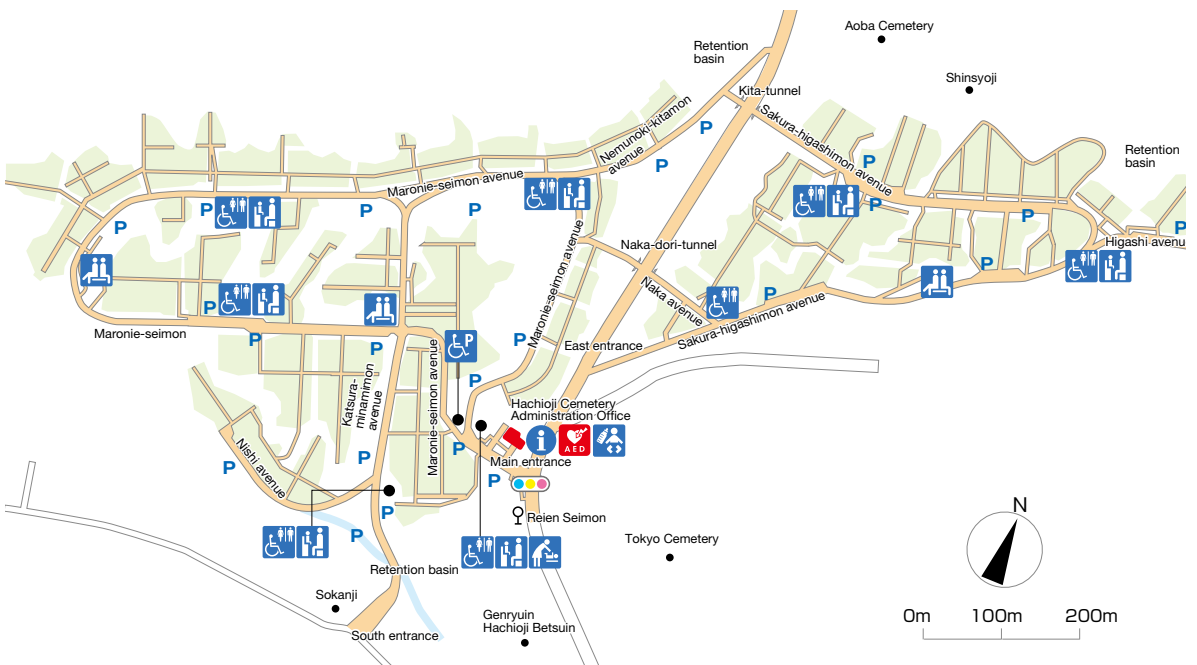 Aoba Cemetery
Retention
basin
Shinsyoji
Kita-tunnel
Sakura-higashimon avenue
Nemunoki-kitamon
avenue
P
P
P
Retention
basin
Maronie-seimon avenue
P
P
P
P
P
P
P
Higashi avenue
Naka-dori-tunnel
P
Maronie-seimon avenue
Naka avenue
P
P
Maronie-seimon
P
P
P
P
East entrance
Sakura-higashimon avenue
Katsura-
minamimon
avenue
Maronie-seimon avenue
P
P
Hachioji Cemetery
Administration Office
i
AED
Nishi avenue
P
P
P
Main entrance
P
P
Reien Seimon
P
Tokyo Cemetery
Retention basin
Sokanji
South entrance
Genryuin
Hachioji Betsuin
N
0m 100m 200m